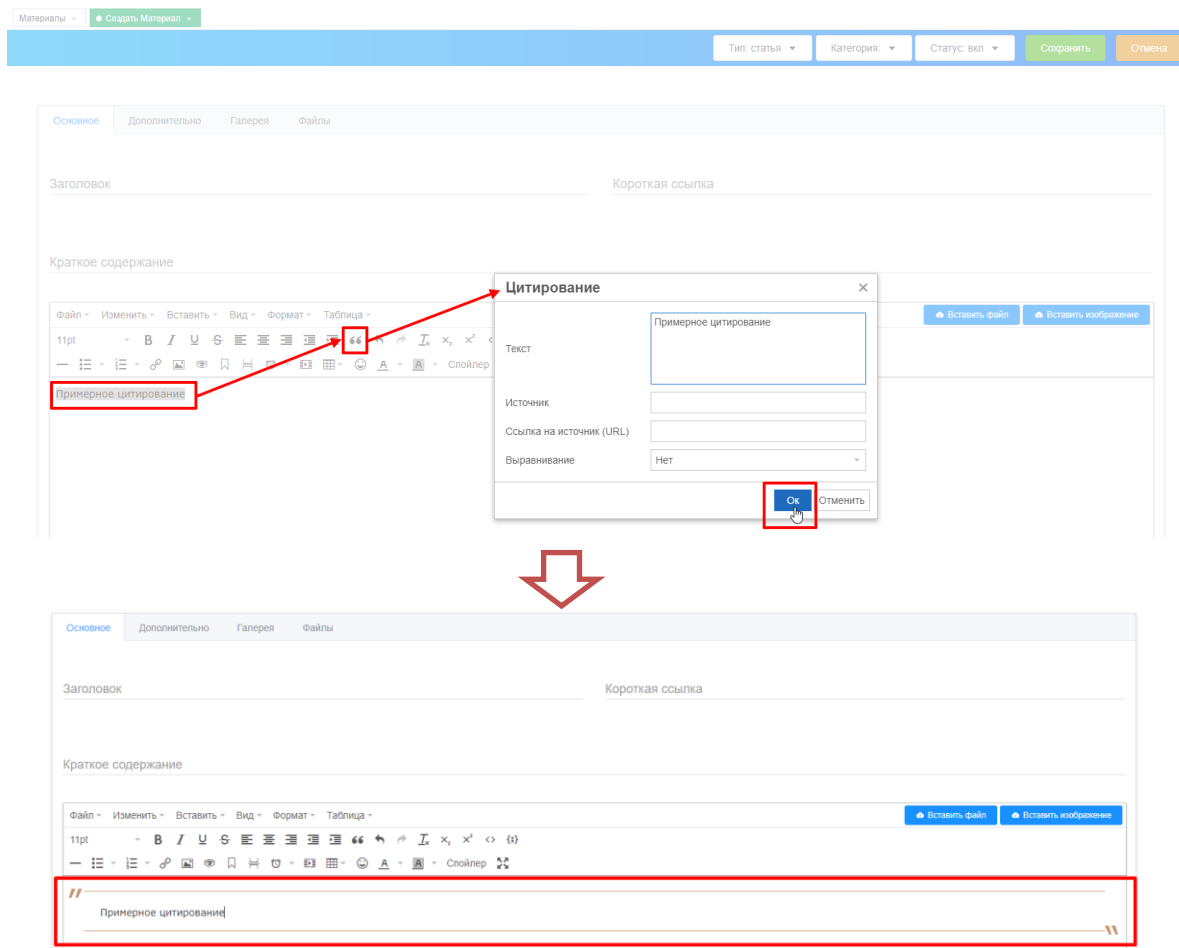 Материалы
Создать Материал
Тип: статья Категория: Статус: вкл Сохранить Отмена
Основное Дополнительно Галерея Файлы
Заголовок Короткая ссылка
Краткое содержание
Цитирование
Файл Изменить Вставить Вид Формат Таблица Вставить файл Вставить изображение
Примерное цитирование
11pt
Текст
Спойлер
Примерное цитирование
Источник
Ссылка на источник (URL)
Выравнивание Нет
Ок Отменить
Основное Дополнительно Галерея Файлы
Заголовок Короткая ссылка
Краткое содержание
Файл Изменить Вставить Вид Формат Таблица Вставить файл Вставить изображение
11pt
Спойлер
Примерное цитирование